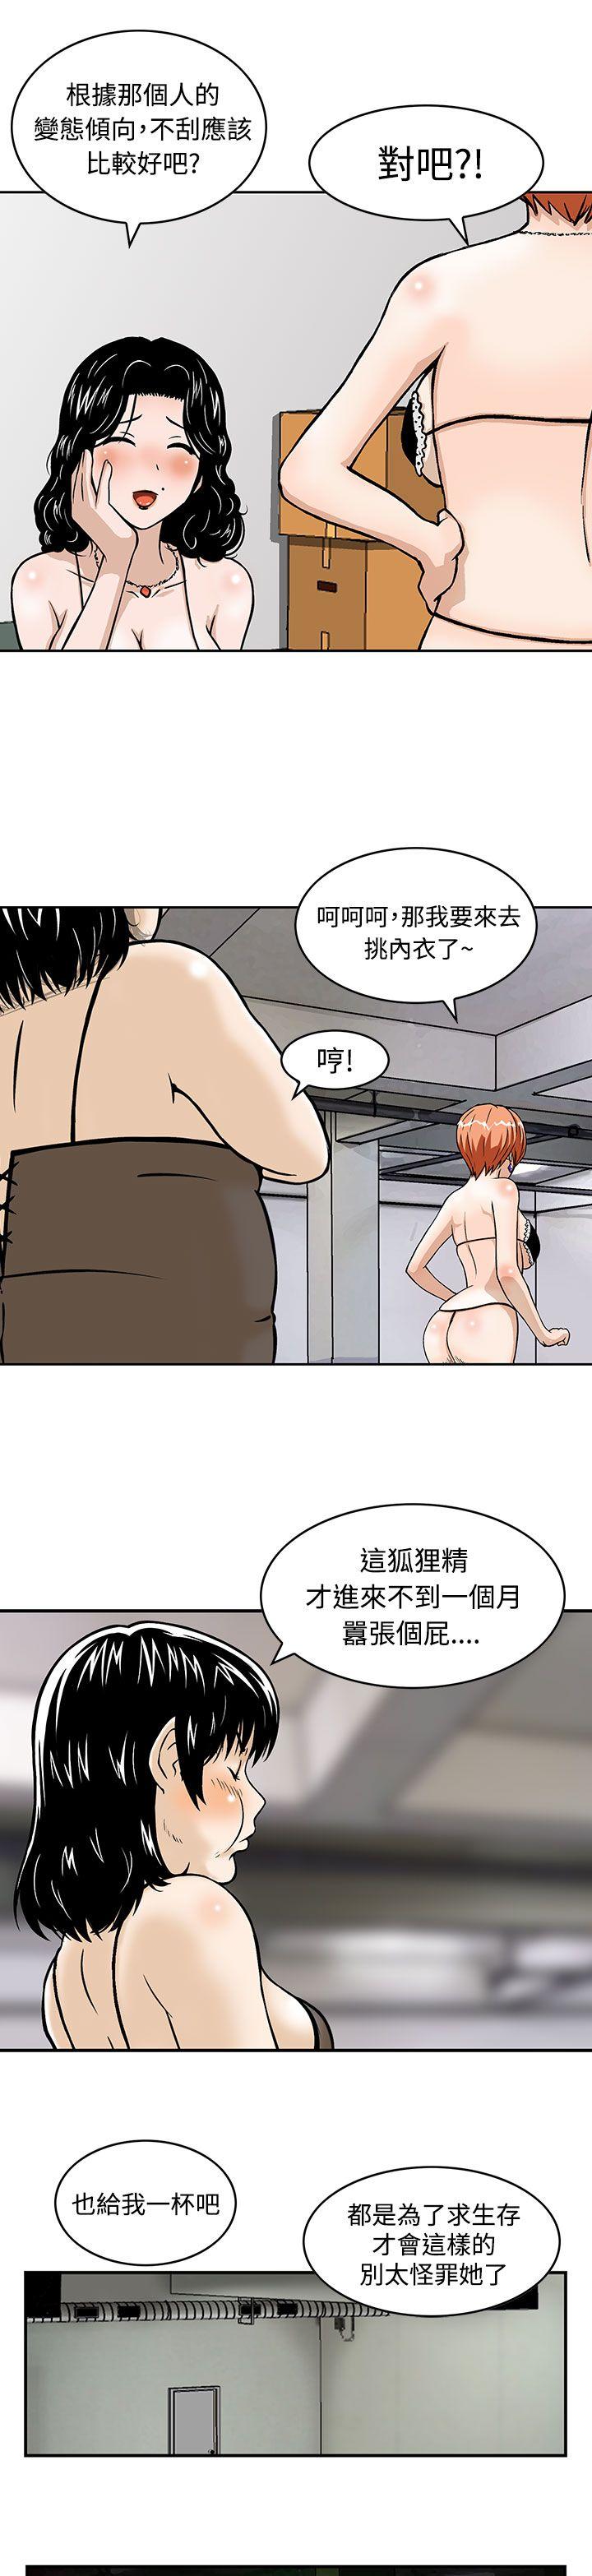 根據那個人的
變態傾向，不刮應該
比較好吧?
對吧?!
呵呵呵，那我要來去
挑內衣了~
哼!
這狐狸精
才進來不到一個月
囂張個屁....
也給我一杯吧
都是為了求生存
才會這樣的
別太怪罪她了